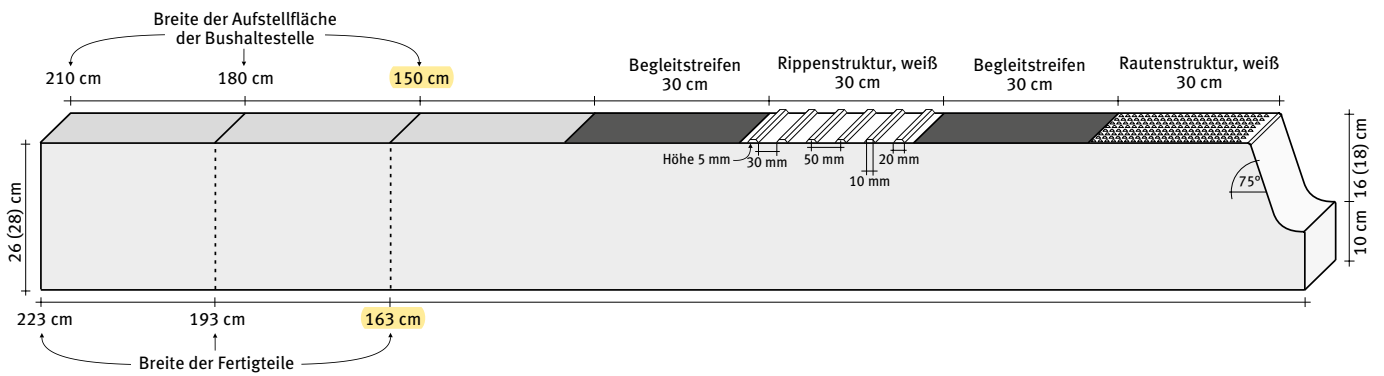 Breite der Aufstellfläche
der Bushaltestelle
210 cm
180 cm
150 cm
Begleitstreifen
30 cm
Rippenstruktur, weiß
30 cm
Begleitstreifen
30 cm
Rautenstruktur, weiß
30 cm
Höhe 5 mm
30 mm
50 mm
10 mm
20 mm
75°
16 (18) cm
10 cm
26 (28) cm
223 cm
193 cm
163 cm
Breite der Fertigteile